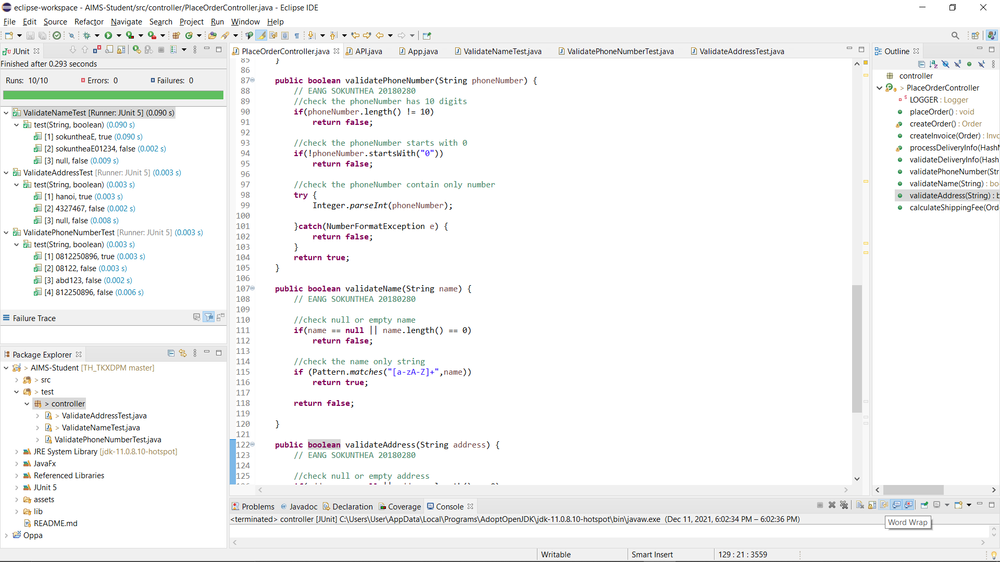 eclipse-workspace - AIMS-Student/src/controller/PlaceOrderController.java - Eclipse IDE
File Edit Source Refactor Navigate Search Project Run Window Help
JUnit
Finished after 0.293 seconds
Runs: 10/10 Errors: 0 Failures: 0
ValidateNameTest [Runner: JUnit 5] (0.090 s)
test(String, boolean) (0.090 s)
[1] sokuntheaE, true (0.090 s)
[2] sokuntheaE01234, false (0.002 s)
[3] null, false (0.009 s)
ValidateAddressTest [Runner: JUnit 5] (0.003 s)
test(String, boolean) (0.003 s)
[1] hanoi, true (0.003 s)
[2] 4327467, false (0.002 s)
[3] null, false (0.008 s)
ValidatePhoneNumberTest [Runner: JUnit 5] (0.003 s)
test(String, boolean) (0.003 s)
[1] 0812250896, true (0.003 s)
[2] 08122, false (0.003 s)
[3] abd123, false (0.002 s)
[4] 812250896, false (0.006 s)
Failure Trace
Package Explorer
> AIMS-Student [TH_TKXDPM master]
> src
> test
> controller
> ValidateAddressTest.java
> ValidateNameTest.java
ValidatePhoneNumberTest.java
JRE System Library [jdk-11.0.8.10-hotspot]
JavaFx
Referenced Libraries
JUnit 5
assets
lib
README.md
Oppa
PlaceOrderController.java API.java App.java ValidateNameTest.java ValidatePhoneNumberTest.java ValidateAddressTest.java
85 }
86
87 public boolean validatePhoneNumber(String phoneNumber) {
88 // EANG SOKUNTHEA 20180280
89 //check the phoneNumber has 10 digits
90 if(phoneNumber.length() != 10)
91 return false;
92
93 //check the phoneNumber starts with 0
94 if(!phoneNumber.startsWith("0"))
95 return false;
96
97 //check the phoneNumber contain only number
98 try {
99 Integer.parseInt(phoneNumber);
100
101 }catch(NumberFormatException e) {
102 return false;
103 }
104 return true;
105 }
106
107 public boolean validateName(String name) {
108 // EANG SOKUNTHEA 20180280
109
110 //check null or empty name
111 if(name == null || name.length() == 0)
112 return false;
113
114 //check the name only string
115 if (Pattern.matches("[a-zA-Z]+",name))
116 return true;
117
118 return false;
119
120 }
121
122 public boolean validateAddress(String address) {
123 // EANG SOKUNTHEA 20180280
124
125 //check null or empty address
Outline
controller
> PlaceOrderController
LOGGER : Logger
placeOrder() : void
createOrder() : Order
createInvoice(Order) : Invc
processDeliveryInfo(Hash
validateDeliveryInfo(Hash
validatePhoneNumber(Str
validateName(String) : bo
validateAddress(String) : b
calculateShippingFee(Ord
Problems @ Javadoc Declaration Coverage Console
<terminated> controller [JUnit] C:\Users\User\AppData\Local\Programs\AdoptOpenJDK\jdk-11.0.8.10-hotspot\bin\javaw.exe (Dec 11, 2021, 6:02:34 PM – 6:02:36 PM)
Word Wrap
Writable Smart Insert 129 : 21 : 3559